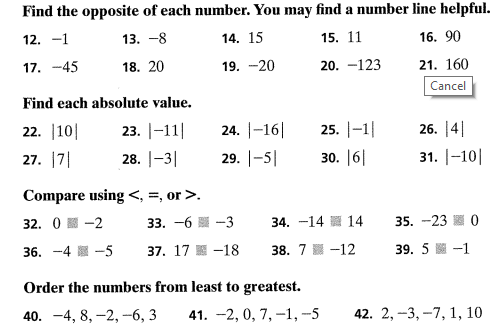 Find the opposite of each number. You may find a number line helpful.
12. −1 13. −8 14. 15 15. 11 16. 90
17. −45 18. 20 19. −20 20. −123 21. 160
Cancel
Find each absolute value.
22. |10| 23. |−11| 24. |−16| 25. |−1| 26. |4|
27. |7| 28. |−3| 29. |−5| 30. |6| 31. |−10|
Compare using <, =, or >.
32. 0 ■ −2 33. −6 ■ −3 34. −14 ■ 14 35. −23 ■ 0
36. −4 ■ −5 37. 17 ■ −18 38. 7 ■ −12 39. 5 ■ −1
Order the numbers from least to greatest.
40. −4, 8, −2, −6, 3 41. −2, 0, 7, −1, −5 42. 2, −3, −7, 1, 10